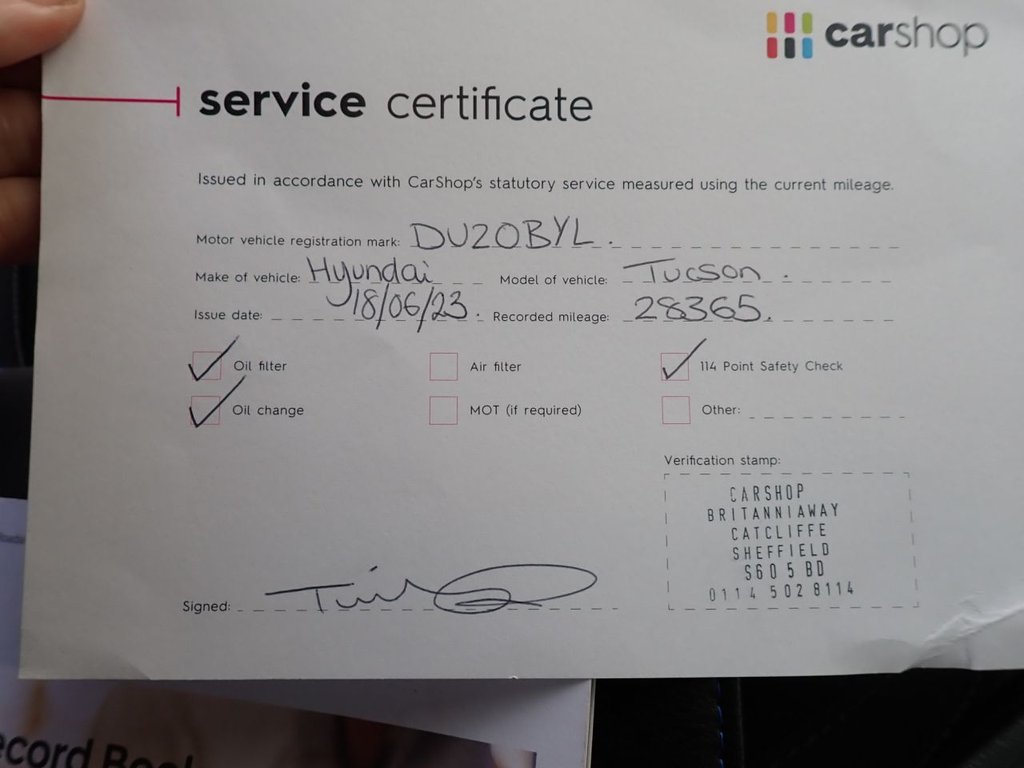 carshop
service certificate
Issued in accordance with CarShop's statutory service measured using the current mileage.
Motor vehicle registration mark: DU20BYL.
Make of vehicle: Hyundai Model of vehicle: Tucson.
Issue date: 18/06/23. Recorded mileage: 28365.
Oil filter Air filter 114 Point Safety Check
Oil change MOT (if required) Other:
Verification stamp:
CARSHOP
BRITANNIAWAY
CATCLIFFE
SHEFFIELD
S60 5 BD
0114 502 8114
Signed: